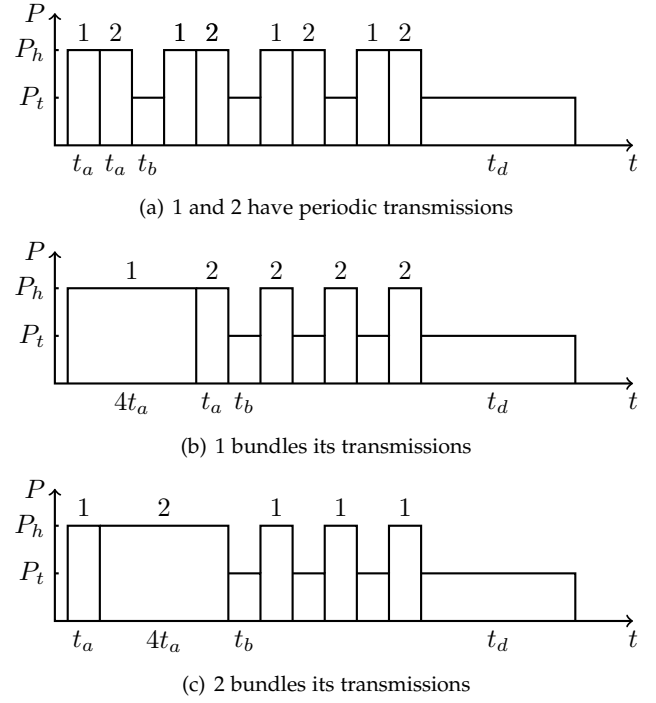 P
1 2 1 2 1 2 1 2
P_h
P_t
t_a t_a t_b t_d t
(a) 1 and 2 have periodic transmissions
P
1 2 2 2 2
P_h
P_t
4t_a t_a t_b t_d t
(b) 1 bundles its transmissions
P
1 2 1 1 1
P_h
P_t
t_a 4t_a t_b t_d t
(c) 2 bundles its transmissions